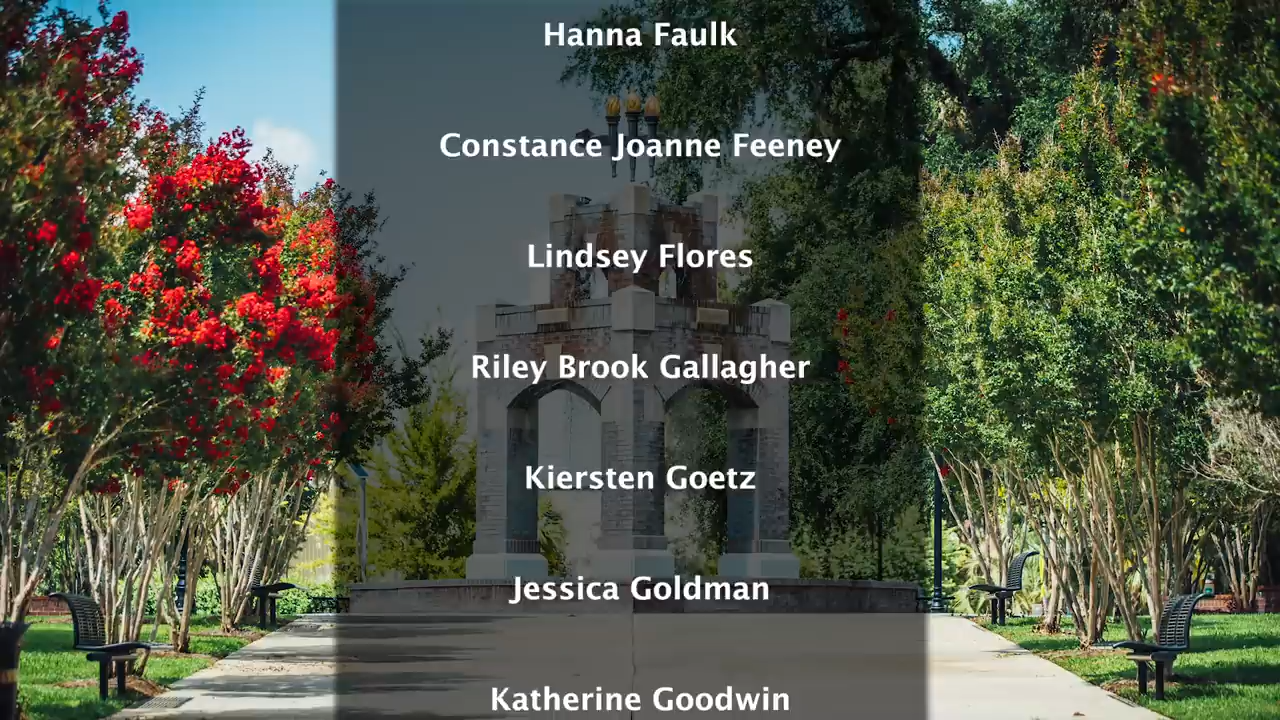 Hanna Faulk
Constance Joanne Feeney
Lindsey Flores
Riley Brook Gallagher
Kiersten Goetz
Jessica Goldman
Katherine Goodwin